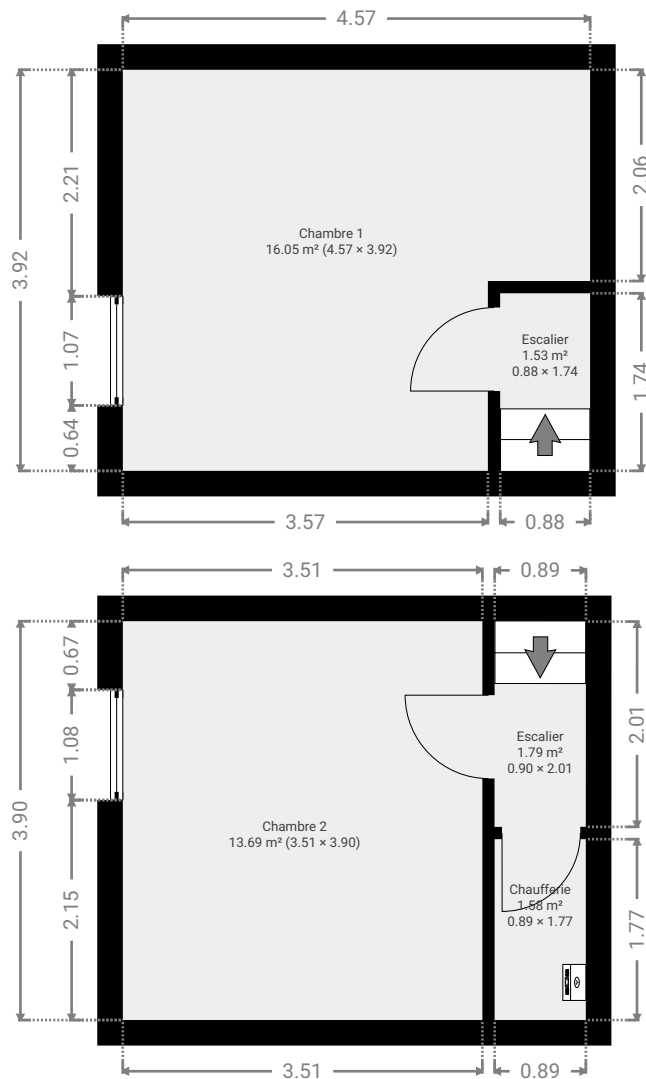 4.57
2.21
2.06
3.92
Chambre 1
16.05 m² (4.57 × 3.92)
1.07
Escalier
1.53 m²
0.88 × 1.74
1.74
0.64
3.57
0.88
3.51
0.89
0.67
2.01
1.08
Escalier
1.79 m²
0.90 × 2.01
3.90
Chambre 2
13.69 m² (3.51 × 3.90)
2.15
Chaufferie
1.58 m²
0.89 × 1.77
1.77
3.51
0.89